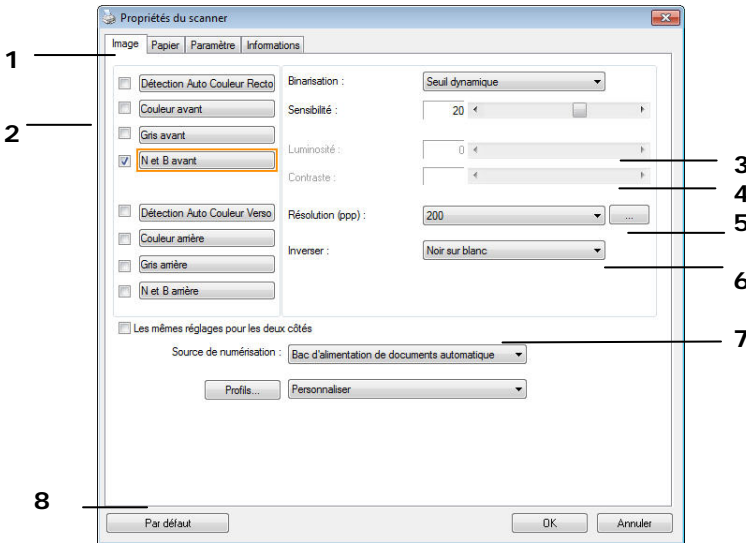 Propriétés du scanner
Image Papier Paramètre Informations
1
Détection Auto Couleur Recto
Binarisation : Seuil dynamique
Couleur avant
Sensibilité : 20
2
Gris avant
N et B avant
Luminosité : 0
3
Contraste :
4
Détection Auto Couleur Verso
Résolution (ppp) : 200 ...
5
Couleur arrière
Inverser : Noir sur blanc
Gris arrière
6
N et B arrière
Les mêmes réglages pour les deux côtés
7
Source de numérisation : Bac d'alimentation de documents automatique
Profils... Personnaliser
8
Par défaut OK Annuler